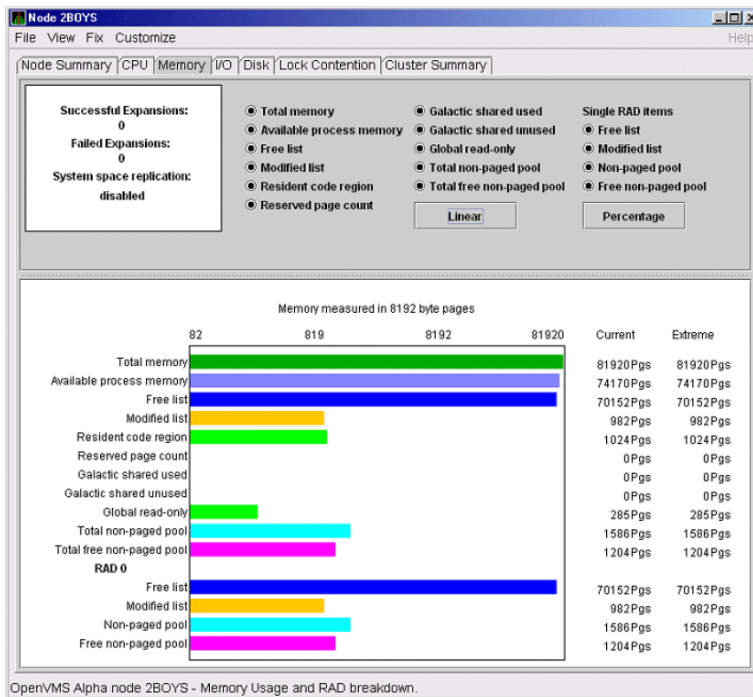 Node 2BOYS
File View Fix Customize Help
Node Summary CPU Memory I/O Disk Lock Contention Cluster Summary
Successful Expansions:
0
Failed Expansions:
0
System space replication:
disabled
Total memory
Available process memory
Free list
Modified list
Resident code region
Reserved page count
Galactic shared used
Galactic shared unused
Global read-only
Total non-paged pool
Total free non-paged pool
Linear
Single RAD items
Free list
Modified list
Non-paged pool
Free non-paged pool
Percentage
Memory measured in 8192 byte pages
82 819 8192 81920 Current Extreme
Total memory 81920Pgs 81920Pgs
Available process memory 74170Pgs 74170Pgs
Free list 70152Pgs 70152Pgs
Modified list 982Pgs 982Pgs
Resident code region 1024Pgs 1024Pgs
Reserved page count 0Pgs 0Pgs
Galactic shared used 0Pgs 0Pgs
Galactic shared unused 0Pgs 0Pgs
Global read-only 285Pgs 285Pgs
Total non-paged pool 1586Pgs 1586Pgs
Total free non-paged pool 1204Pgs 1204Pgs
RAD 0
Free list 70152Pgs 70152Pgs
Modified list 982Pgs 982Pgs
Non-paged pool 1586Pgs 1586Pgs
Free non-paged pool 1204Pgs 1204Pgs
OpenVMS Alpha node 2BOYS - Memory Usage and RAD breakdown.